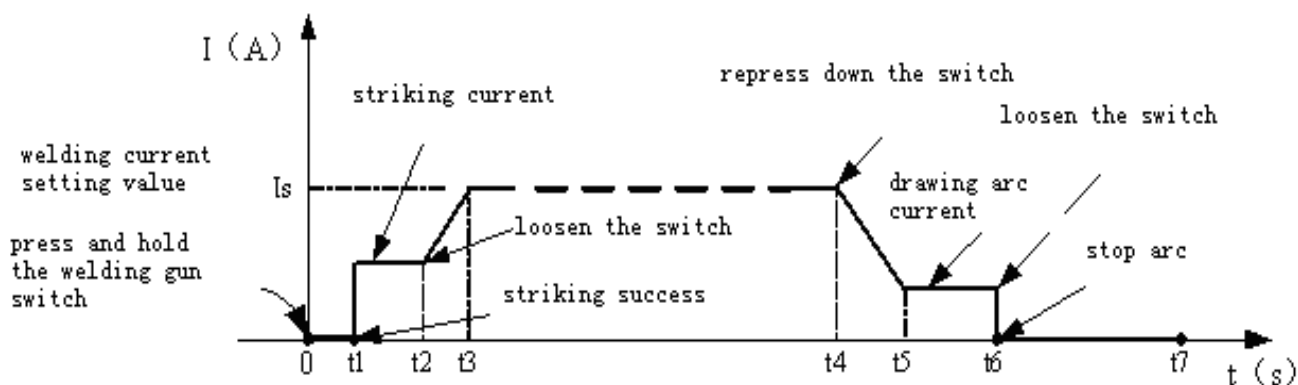 I (A)
striking current
repress down the switch
loosen the switch
welding current
setting value
Is
drawing arc
current
press and hold
the welding gun
switch
loosen the switch
stop arc
striking success
0
t1
t2
t3
t4
t5
t6
t7
t (s)